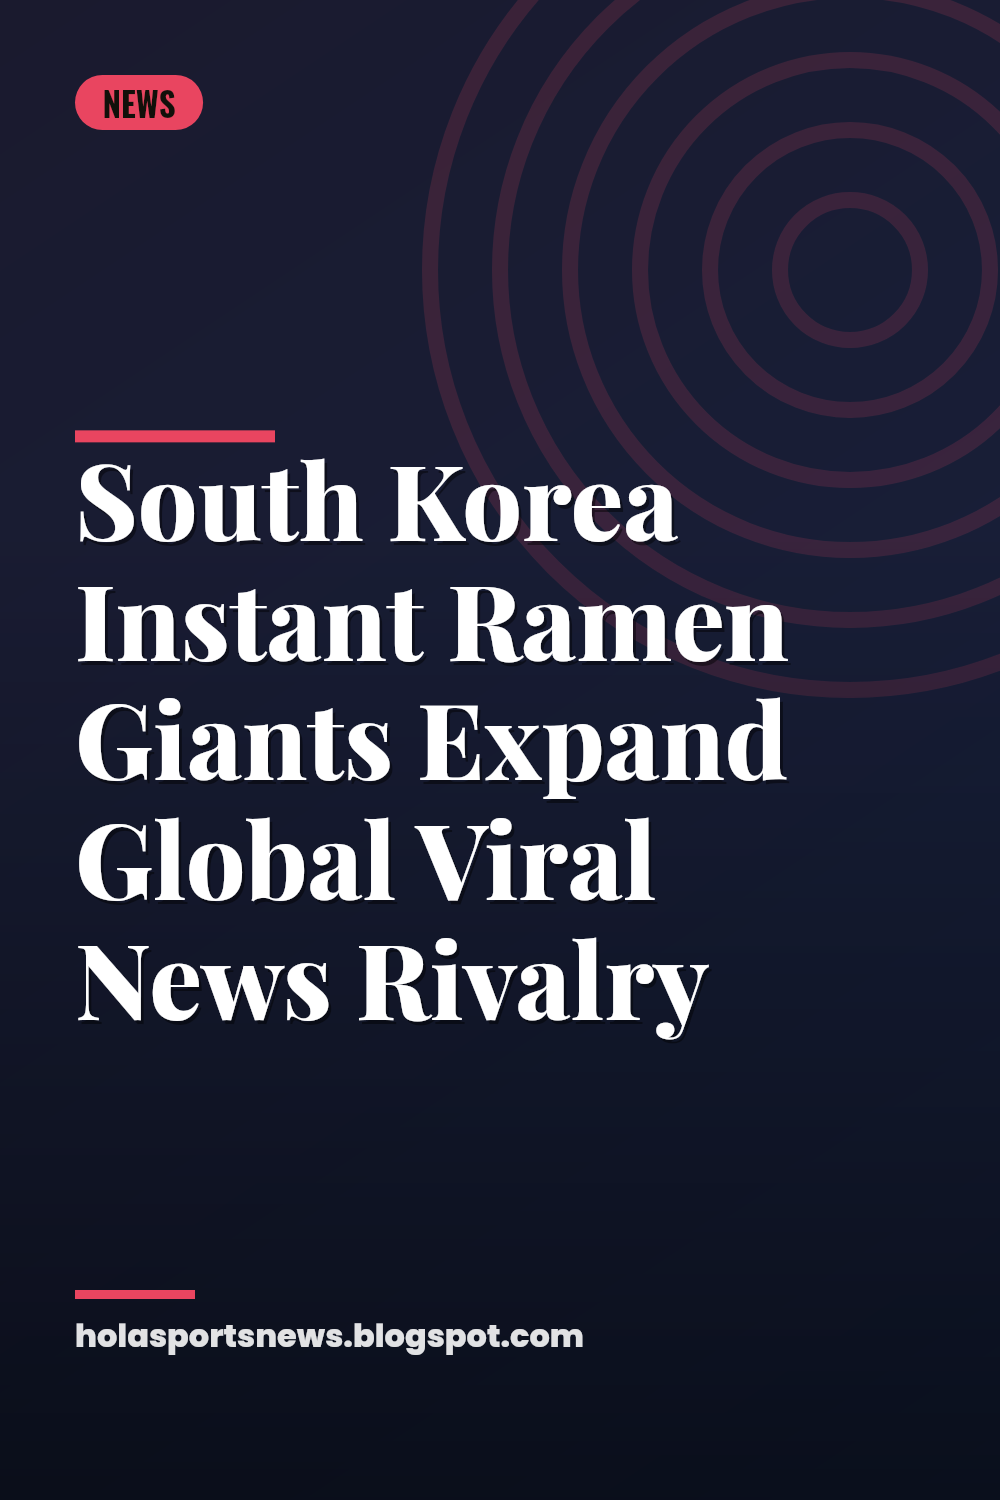 NEWS
South Korea
Instant Ramen
Giants Expand
Global Viral
News Rivalry
holasportsnews.blogspot.com